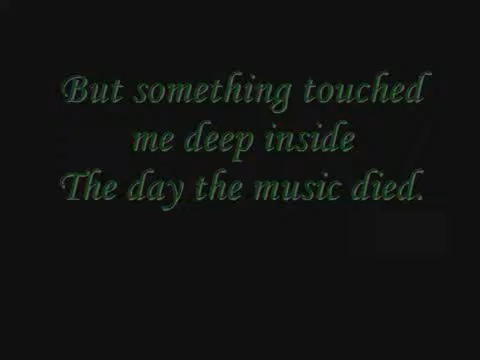 But something touched
me deep inside
The day the music died.